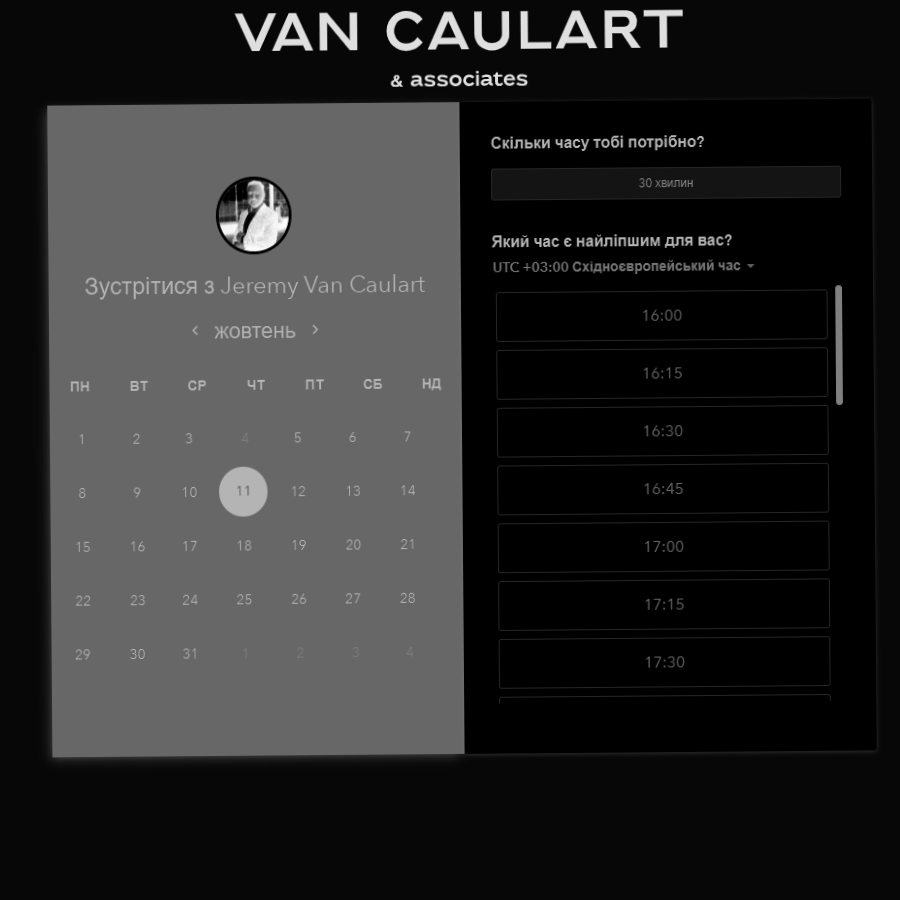 VAN CAULART
& associates
Зустрітися з Jeremy Van Caulart
‹ жовтень ›
ПН ВТ СР ЧТ ПТ СБ НД
1 2 3 4 5 6 7
8 9 10 11 12 13 14
15 16 17 18 19 20 21
22 23 24 25 26 27 28
29 30 31 1 2 3 4
Скільки часу тобі потрібно?
30 хвилин
Який час є найліпшим для вас?
UTC +03:00 Східноєвропейський час
16:00
16:15
16:30
16:45
17:00
17:15
17:30